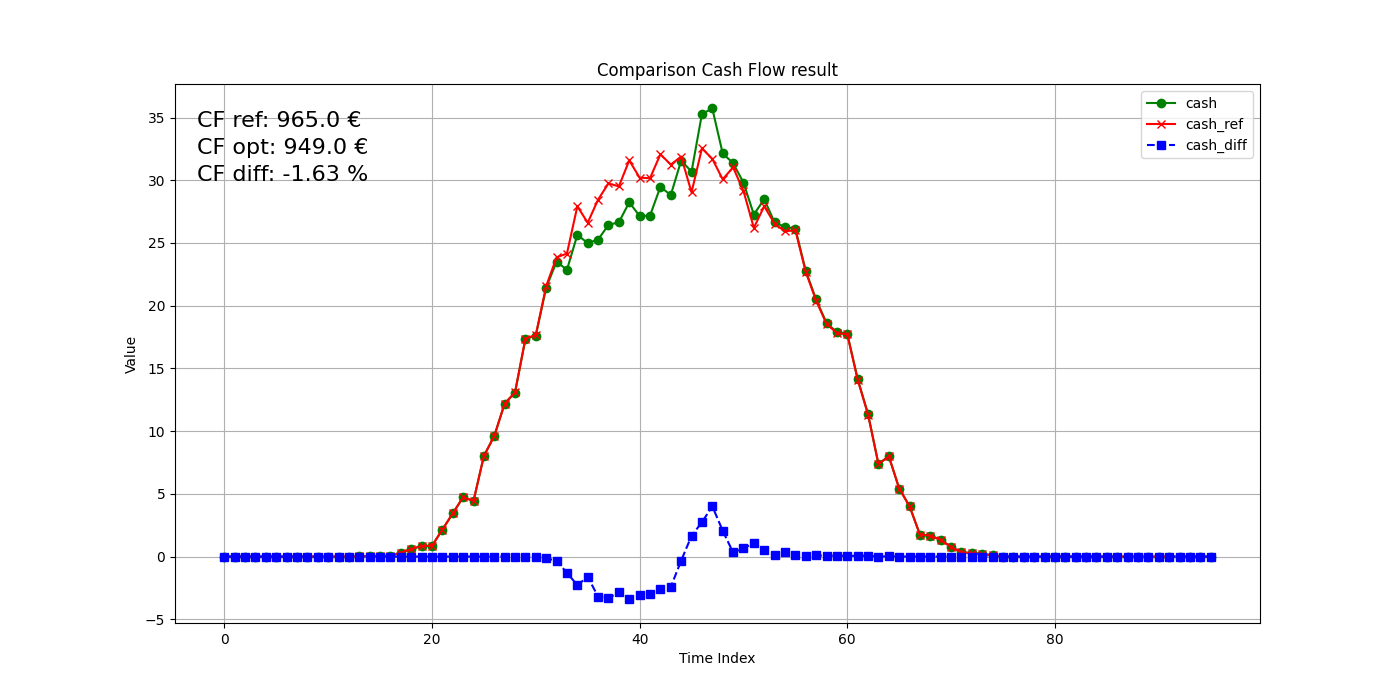 Comparison Cash Flow result
CF ref: 965.0 €
CF opt: 949.0 €
CF diff: -1.63 %
cash
cash_ref
cash_diff
35
30
25
20
15
10
5
0
−5
Value
0
20
40
60
80
Time Index